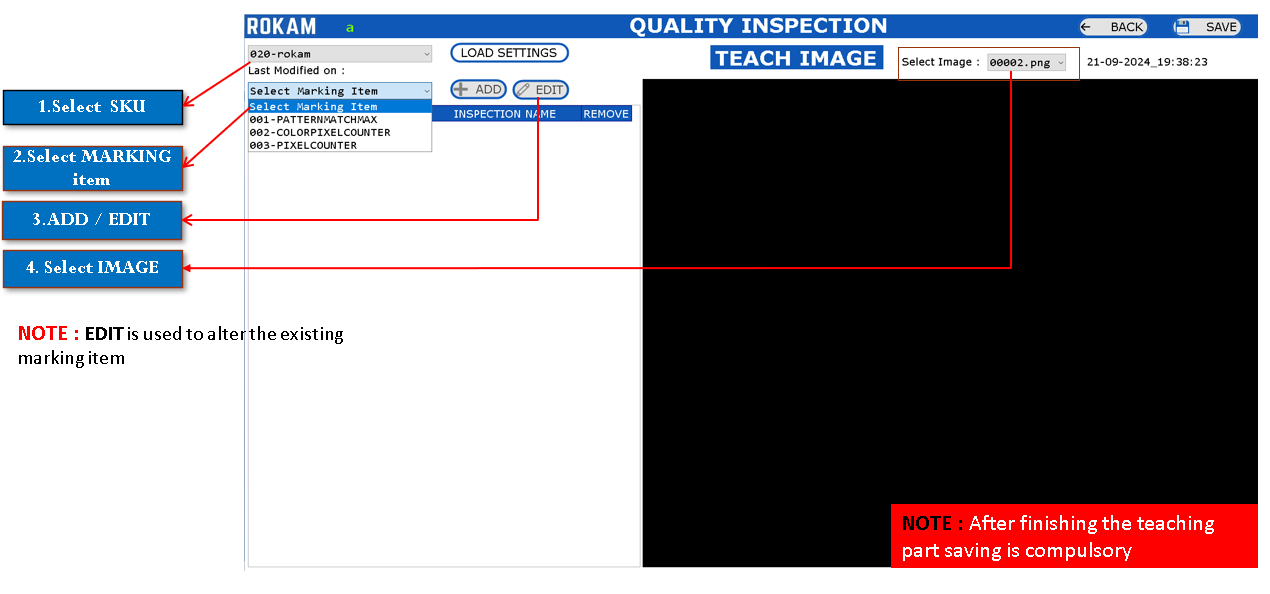 ROKAM a QUALITY INSPECTION ← BACK SAVE
020-rokam LOAD SETTINGS TEACH IMAGE Select Image : 00002.png 21-09-2024_19:38:23
Last Modified on :
Select Marking Item ADD EDIT
Select Marking Item INSPECTION NAME REMOVE
001-PATTERNMATCHMAX
002-COLORPIXELCOUNTER
003-PIXELCOUNTER
1.Select SKU
2.Select MARKING
item
3.ADD / EDIT
4. Select IMAGE
NOTE : EDIT is used to alter the existing
marking item
NOTE : After finishing the teaching
part saving is compulsory